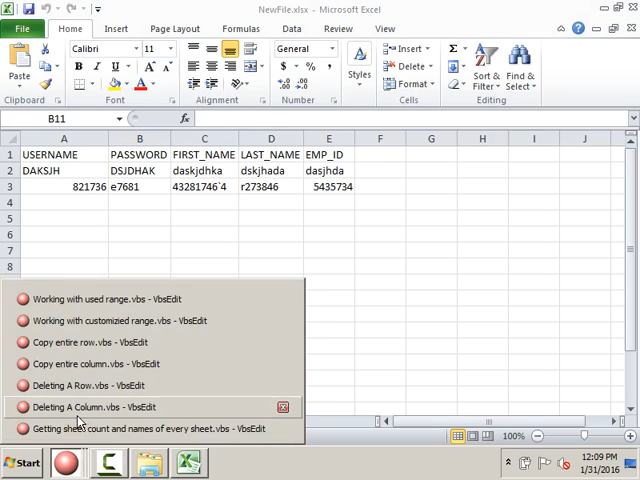 NewFile.xlsx - Microsoft Excel
File Home Insert Page Layout Formulas Data Review View
Calibri 11 General Insert Σ
Paste B I U A A $ % , Styles Delete Sort & Filter Find & Select
A Format
Clipboard Font Alignment Number Cells Editing
B11 fx
A B C D E F G H I J
1 USERNAME PASSWORD FIRST_NAME LAST_NAME EMP_ID
2 DAKSJH DSJDHAK daskjdhka dskjhada dasjhda
3 821736 e7681 43281746`4 r273846 5435734
4
5
6
7
8
Working with used range.vbs - VbsEdit
Working with customizied range.vbs - VbsEdit
Copy entire row.vbs - VbsEdit
Copy entire column.vbs - VbsEdit
Deleting A Row.vbs - VbsEdit
Deleting A Column.vbs - VbsEdit
Getting sheet count and names of every sheet.vbs - VbsEdit
100%
Start
12:09 PM
1/31/2016